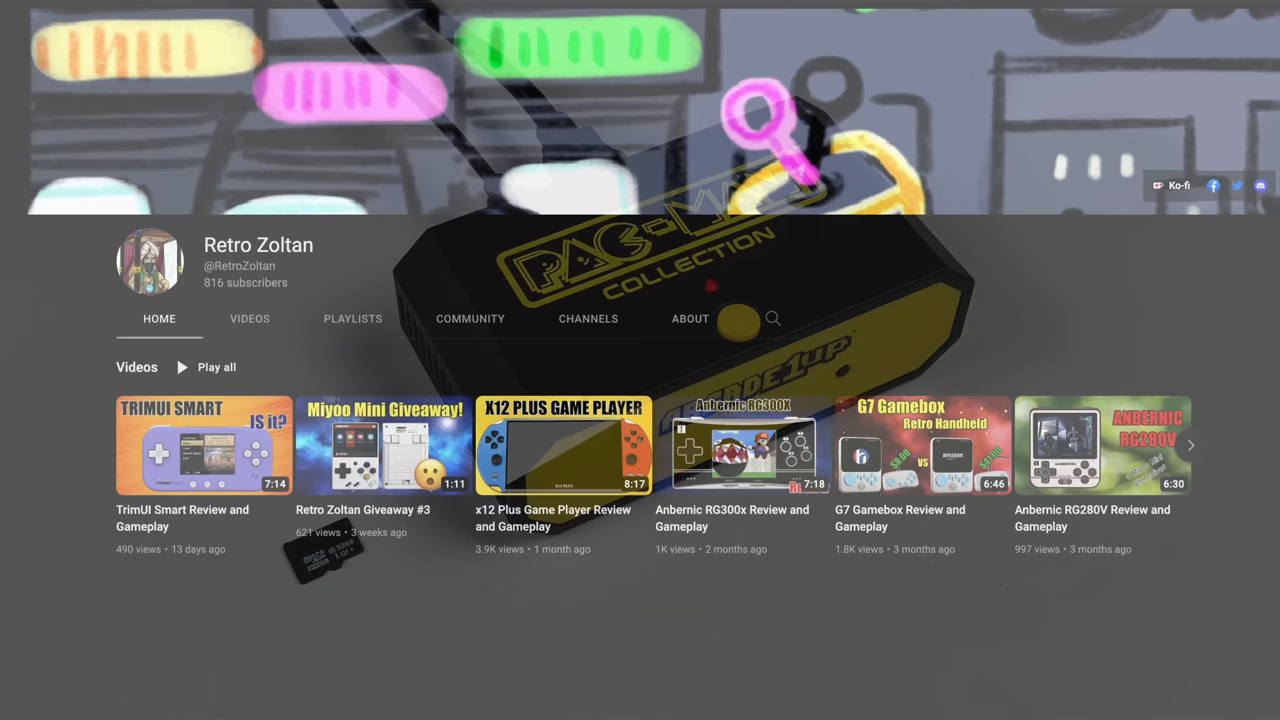 Ko-fi
PAC-MAN
COLLECTION
Retro Zoltan
@RetroZoltan
816 subscribers
HOME
VIDEOS
PLAYLISTS
COMMUNITY
CHANNELS
ABOUT
ARCADE1UP
Videos
Play all
TRIMUI SMART
IS it?
7:14
Miyoo Mini Giveaway!
1:11
X12 PLUS GAME PLAYER
8:17
Anbernic RG300X
7:18
G7 Gamebox
Retro Handheld
$8.00
VS
amazon
6:46
ANBERNIC
RG280V
6:30
TrimUI Smart Review and
Gameplay
490 views • 13 days ago
Retro Zoltan Giveaway #3
621 views • 3 weeks ago
x12 Plus Game Player Review
and Gameplay
3.9K views • 1 month ago
Anbernic RG300x Review and
Gameplay
1K views • 2 months ago
G7 Gamebox Review and
Gameplay
1.8K views • 3 months ago
Anbernic RG280V Review and
Gameplay
997 views • 3 months ago